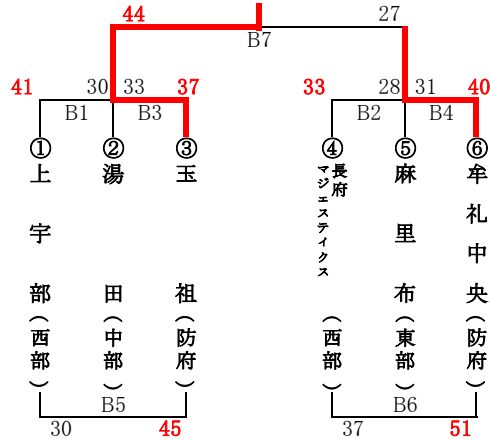 44 27
B7
41 30 33 37 33 28 31 40
B1 B3 B2 B4
① ② ③ ④ ⑤ ⑥
上宇部(西部)
湯田(中部)
玉祖(防府)
長府
マジェスティクス(西部)
麻里布(東部)
牟礼中央(防府)
B5 B6
30 45 37 51